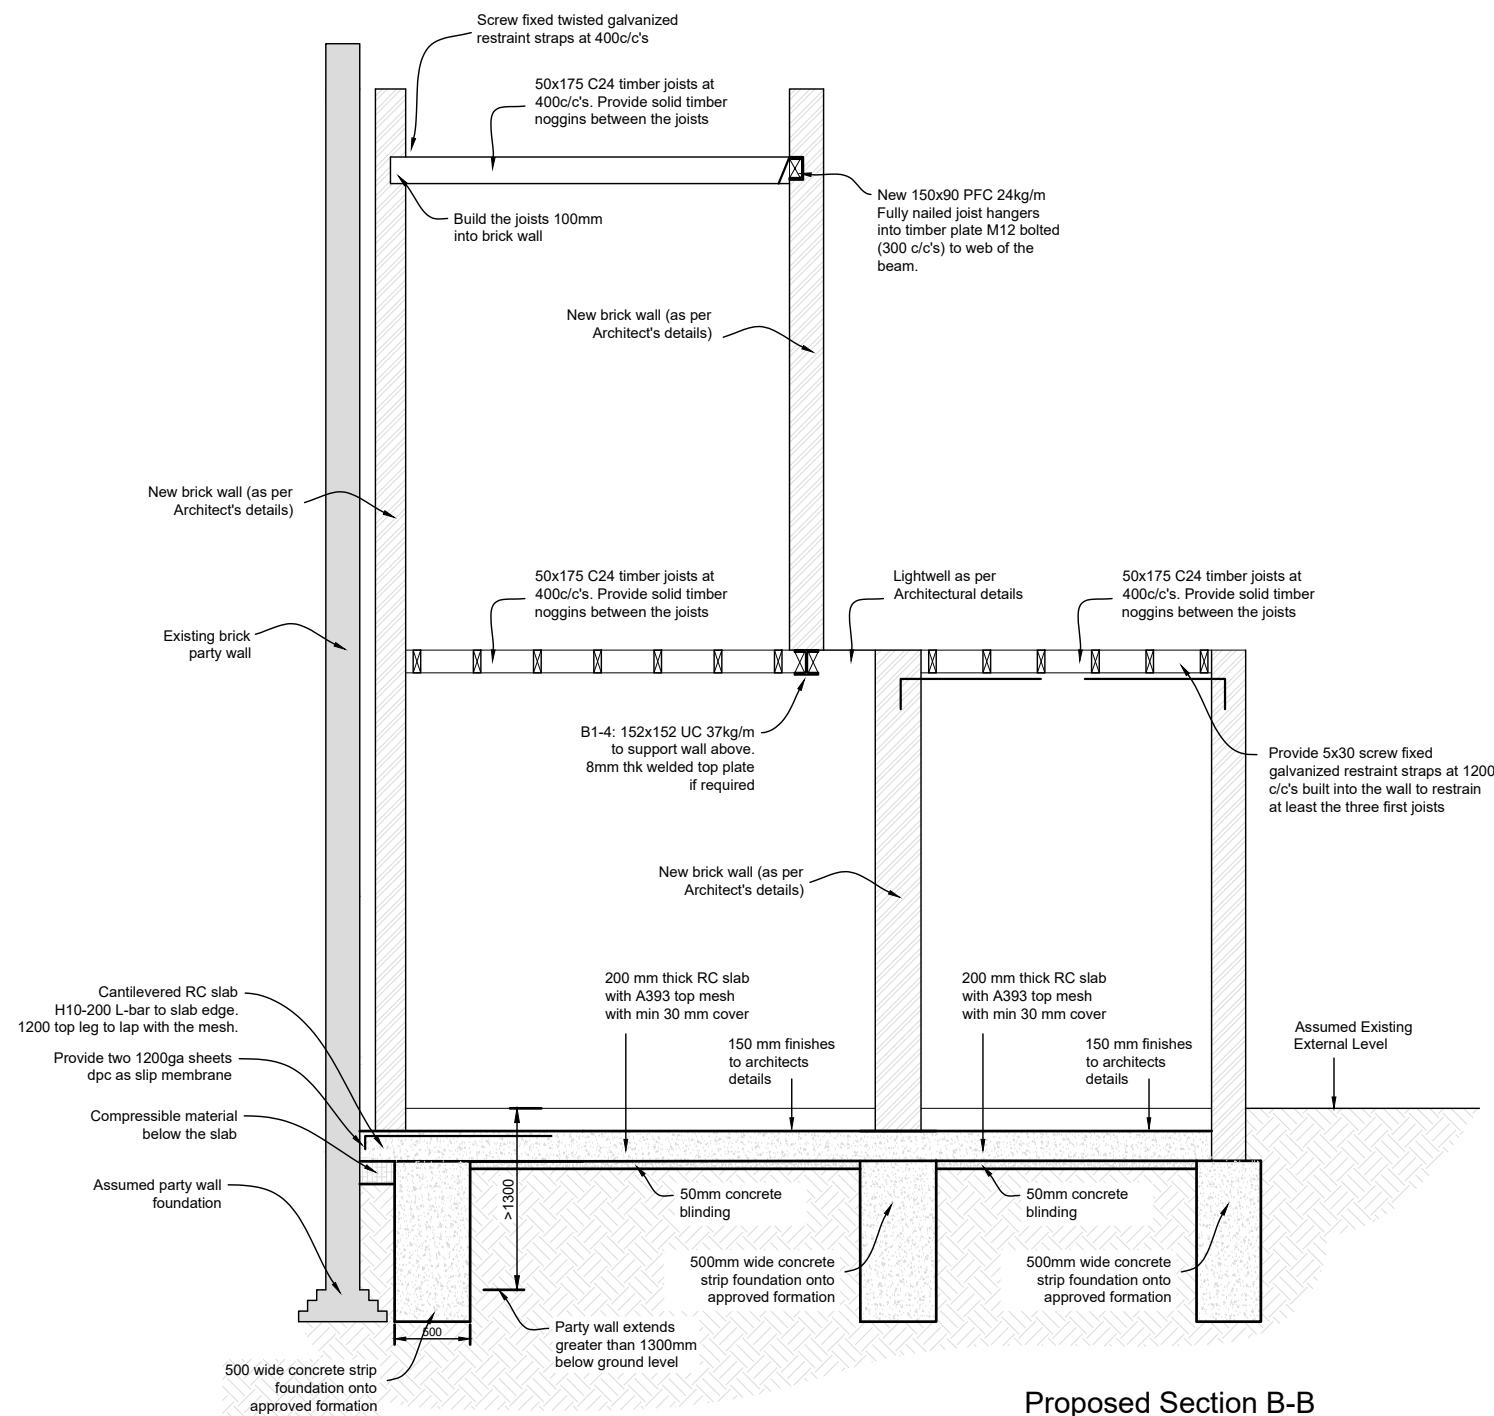 Screw fixed twisted galvanized
restraint straps at 400c/c's
50x175 C24 timber joists at
400c/c's. Provide solid timber
noggins between the joists
New 150x90 PFC 24kg/m
Fully nailed joist hangers
into timber plate M12 bolted
(300 c/c's) to web of the
beam.
Build the joists 100mm
into brick wall
New brick wall (as per
Architect's details)
New brick wall (as per
Architect's details)
50x175 C24 timber joists at
400c/c's. Provide solid timber
noggins between the joists
Lightwell as per
Architectural details
50x175 C24 timber joists at
400c/c's. Provide solid timber
noggins between the joists
Existing brick
party wall
B1-4: 152x152 UC 37kg/m
to support wall above.
8mm thk welded top plate
if required
Provide 5x30 screw fixed
galvanized restraint straps at 1200
c/c's built into the wall to restrain
at least the three first joists
New brick wall (as per
Architect's details)
Cantilevered RC slab
H10-200 L-bar to slab edge.
1200 top leg to lap with the mesh.
200 mm thick RC slab
with A393 top mesh
with min 30 mm cover
200 mm thick RC slab
with A393 top mesh
with min 30 mm cover
Assumed Existing
External Level
150 mm finishes
to architects
details
150 mm finishes
to architects
details
Provide two 1200ga sheets
dpc as slip membrane
Compressible material
below the slab
Assumed party wall
foundation
>1300
50mm concrete
blinding
50mm concrete
blinding
500mm wide concrete
strip foundation onto
approved formation
500mm wide concrete
strip foundation onto
approved formation
500
Party wall extends
greater than 1300mm
below ground level
500 wide concrete strip
foundation onto
approved formation
Proposed Section B-B